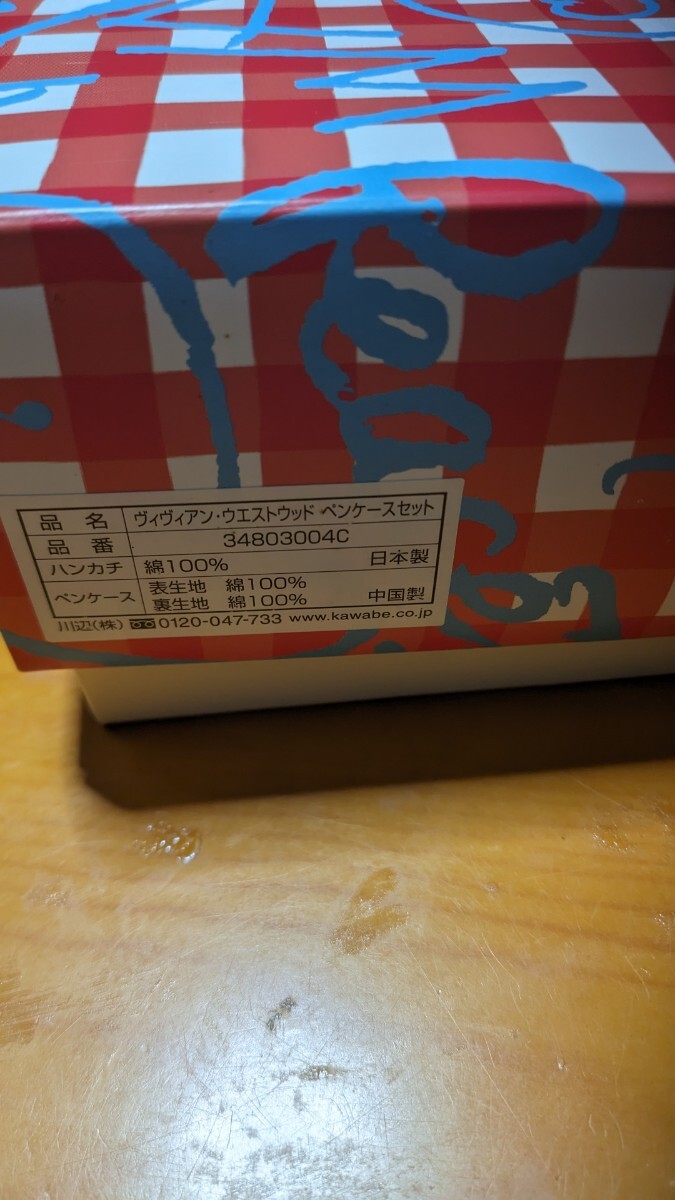 Peace
品名 ヴィヴィアン・ウエストウッド ペンケースセット
品番 34803004C
ハンカチ 綿100% 日本製
ペンケース 表生地 綿100%
裏生地 綿100% 中国製
川辺(株) 0120-047-733 www.kawabe.co.jp